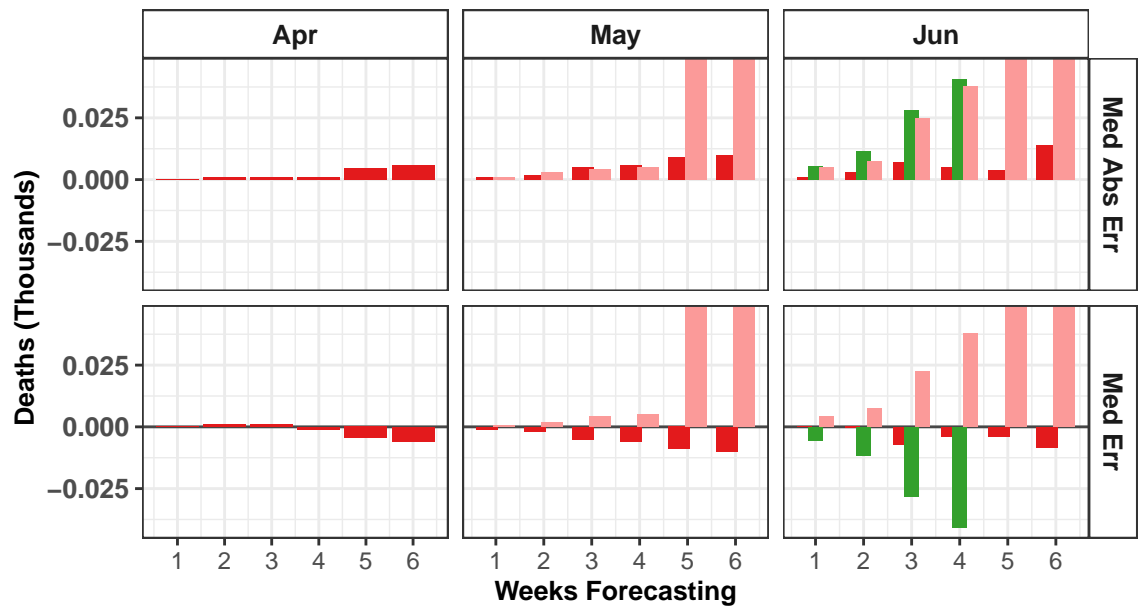 Apr May Jun
Deaths (Thousands)
0.025
0.000
−0.025
Med Abs Err
0.025
0.000
−0.025
Med Err
1 2 3 4 5 6 1 2 3 4 5 6 1 2 3 4 5 6
Weeks Forecasting